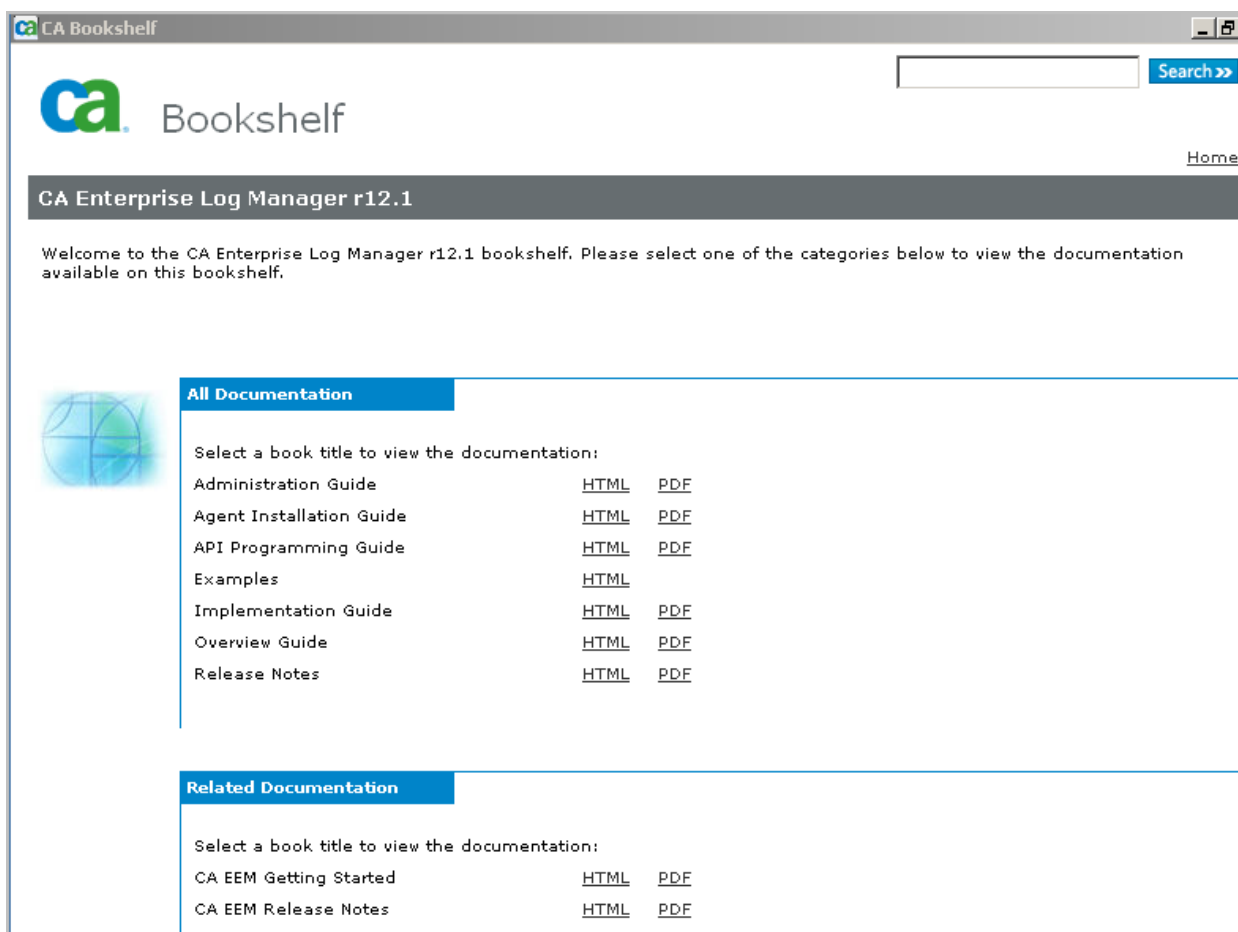 CA Bookshelf
Search >>
ca. Bookshelf
Home
CA Enterprise Log Manager r12.1
Welcome to the CA Enterprise Log Manager r12.1 bookshelf. Please select one of the categories below to view the documentation
available on this bookshelf.
All Documentation
Select a book title to view the documentation:
Administration Guide HTML PDF
Agent Installation Guide HTML PDF
API Programming Guide HTML PDF
Examples HTML
Implementation Guide HTML PDF
Overview Guide HTML PDF
Release Notes HTML PDF
Related Documentation
Select a book title to view the documentation:
CA EEM Getting Started HTML PDF
CA EEM Release Notes HTML PDF